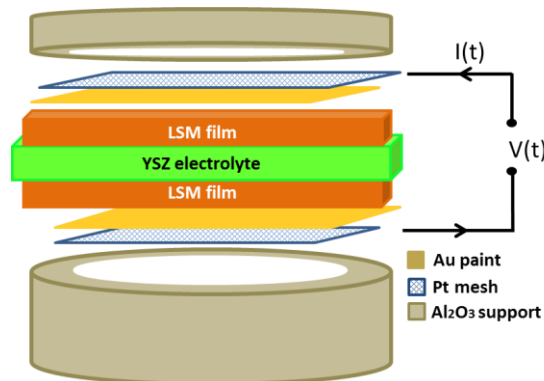 I(t)
LSM film
YSZ electrolyte
V(t)
LSM film
Au paint
Pt mesh
Al₂O₃ support